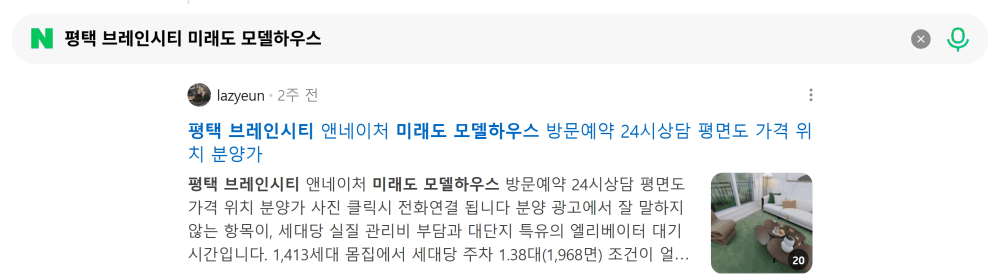 평택 브레인시티 미래도 모델하우스
lazyeun · 2주 전
평택 브레인시티 앤네이처 미래도 모델하우스 방문예약 24시상담 평면도 가격 위
치 분양가
평택 브레인시티 앤네이처 미래도 모델하우스 방문예약 24시상담 평면도
가격 위치 분양가 사진 클릭시 전화연결 됩니다 분양 광고에서 잘 말하지
않는 항목이, 세대당 실질 관리비 부담과 대단지 특유의 엘리베이터 대기
시간입니다. 1,413세대 몸집에서 세대당 주차 1.38대(1,968면) 조건이 얼...
20